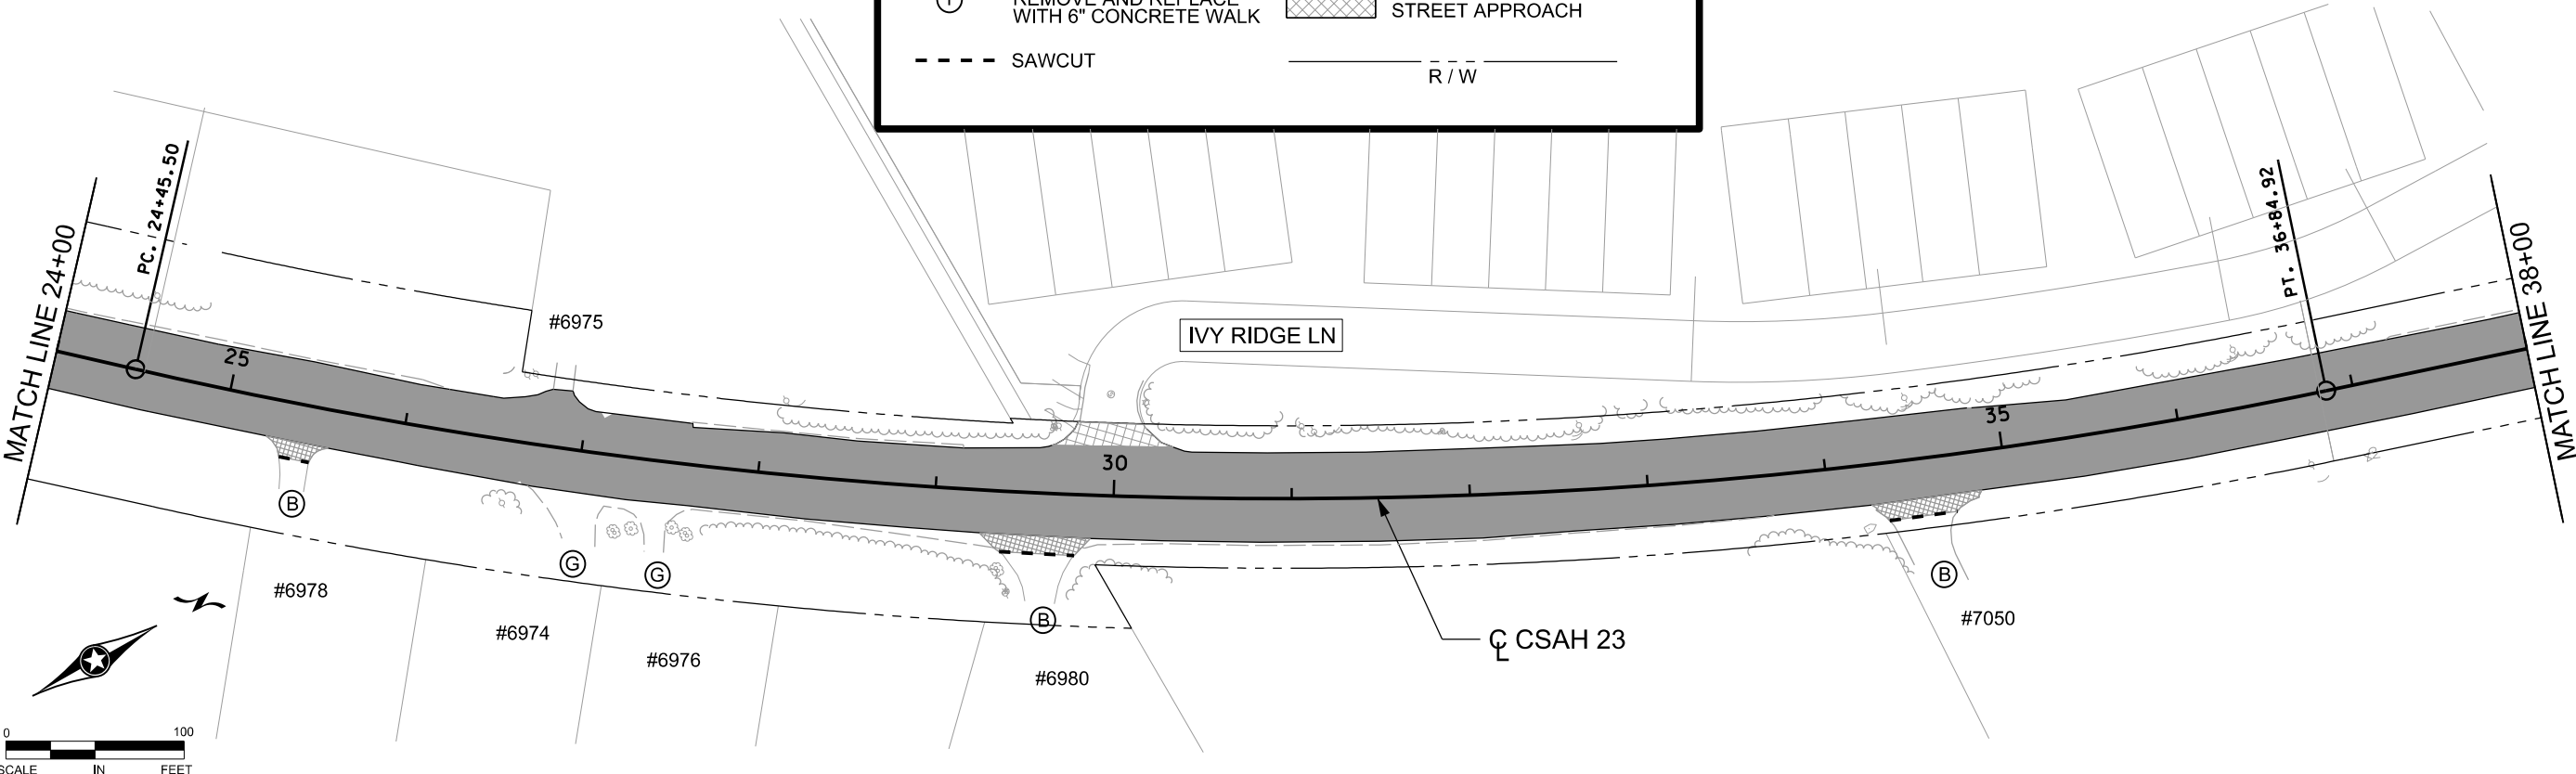 REMOVE AND REPLACE
WITH 6" CONCRETE WALK
STREET APPROACH
SAWCUT
R / W
MATCH LINE 24+00
PC. 24+45.50
25
#6975
IVY RIDGE LN
30
35
PT. 36+84.92
MATCH LINE 38+00
B
G
G
B
B
#6978
#6974
#6976
#6980
#7050
CL CSAH 23
0 100
SCALE IN FEET